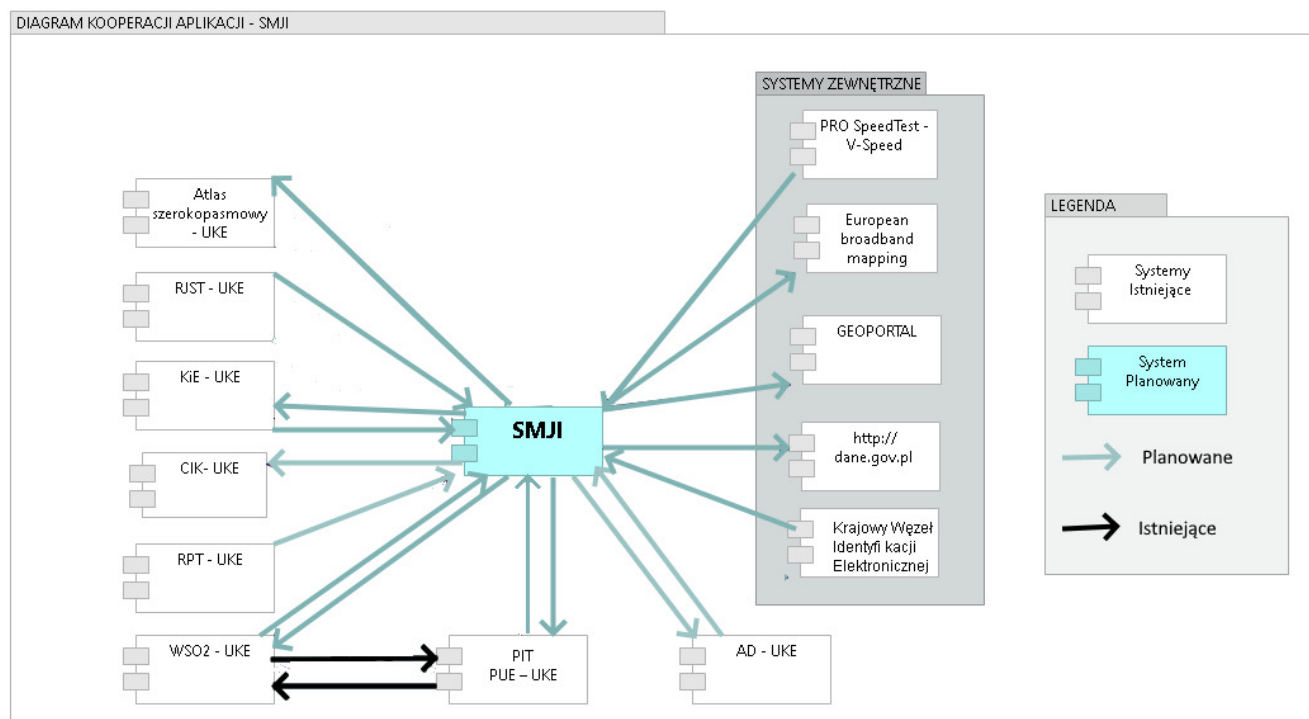 DIAGRAM KOOPERACJI APLIKACJI - SMJI
SYSTEMY ZEWNĘTRZNE
PRO SpeedTest -
V-Speed
European
broadband
mapping
GEOPORTAL
http://
dane.gov.pl
Krajowy Węzeł
Identyfi kacji
Elektronicznej
Atlas
szerokopasmowy
- UKE
RJST - UKE
KiE - UKE
CIK- UKE
RPT - UKE
WSO2 - UKE
SMJI
PIT
PUE – UKE
AD - UKE
LEGENDA
Systemy
Istniejące
System
Planowany
Planowane
Istniejące